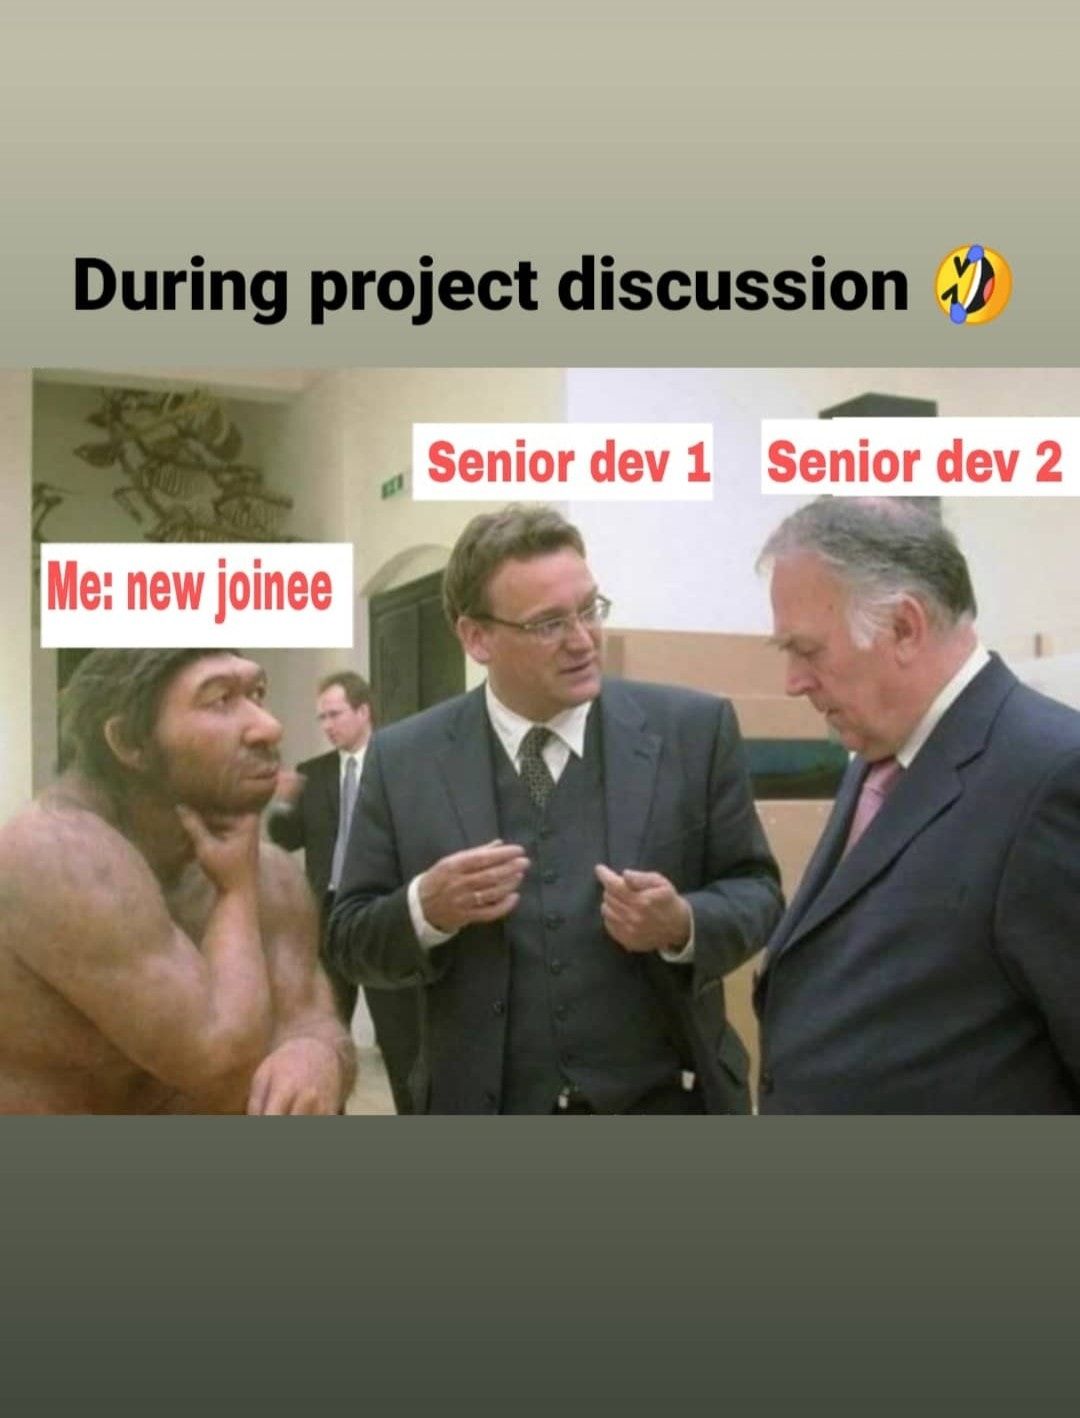 During project discussion 🤣
Senior dev 1
Senior dev 2
Me: new joinee